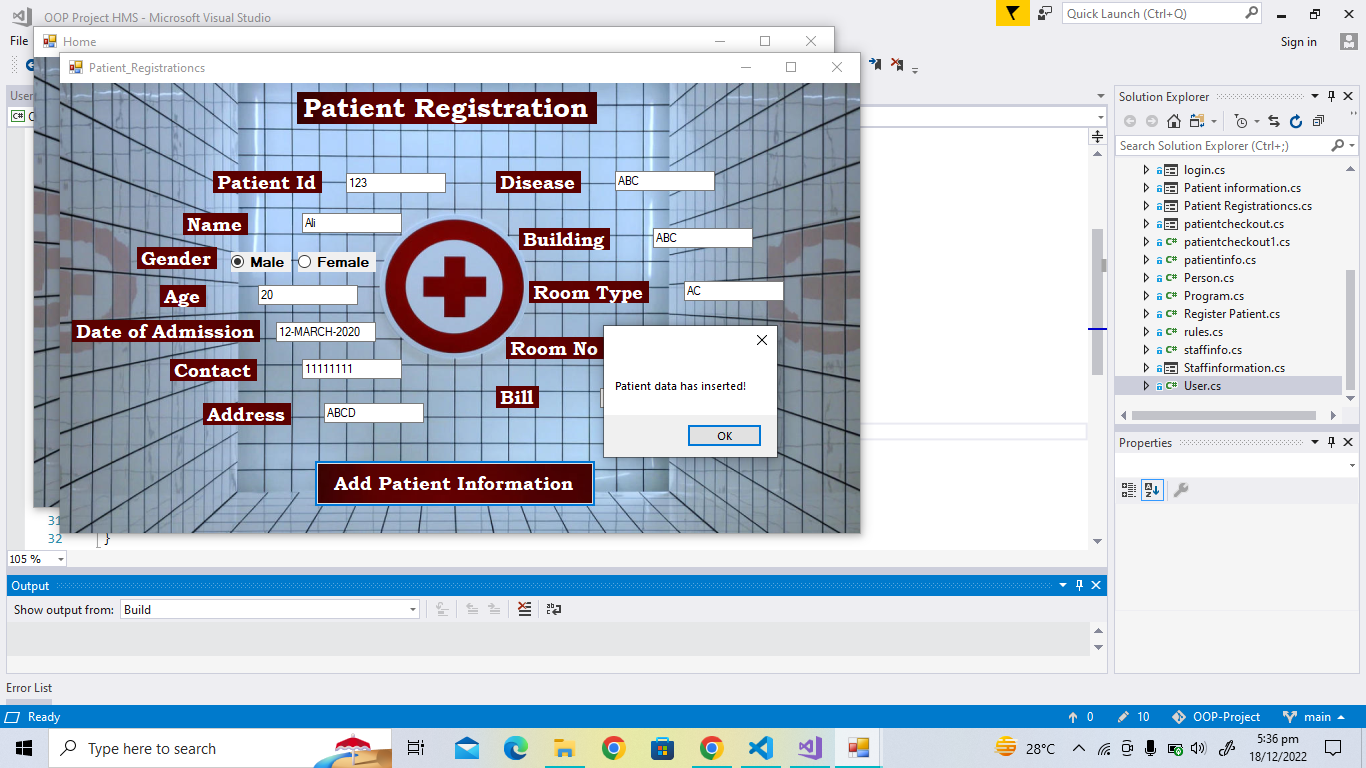 OOP Project HMS - Microsoft Visual Studio
Quick Launch (Ctrl+Q)
File
Home
Sign in
Patient_Registrationcs
User
C#
Patient Registration
Patient Id
123
Disease
ABC
Name
Ali
Building
ABC
Gender
Male
Female
Age
20
Room Type
AC
Date of Admission
12-MARCH-2020
Room No
Contact
11111111
Bill
Address
ABCD
Patient data has inserted!
OK
Add Patient Information
31
32
}
105 %
Solution Explorer
Search Solution Explorer (Ctrl+;)
login.cs
Patient information.cs
Patient Registrationcs.cs
patientcheckout.cs
patientcheckout1.cs
patientinfo.cs
Person.cs
Program.cs
Register Patient.cs
rules.cs
staffinfo.cs
Staffinformation.cs
User.cs
Properties
Output
Show output from:
Build
Error List
Ready
0
10
OOP-Project
main
Type here to search
28°C
5:36 pm
18/12/2022